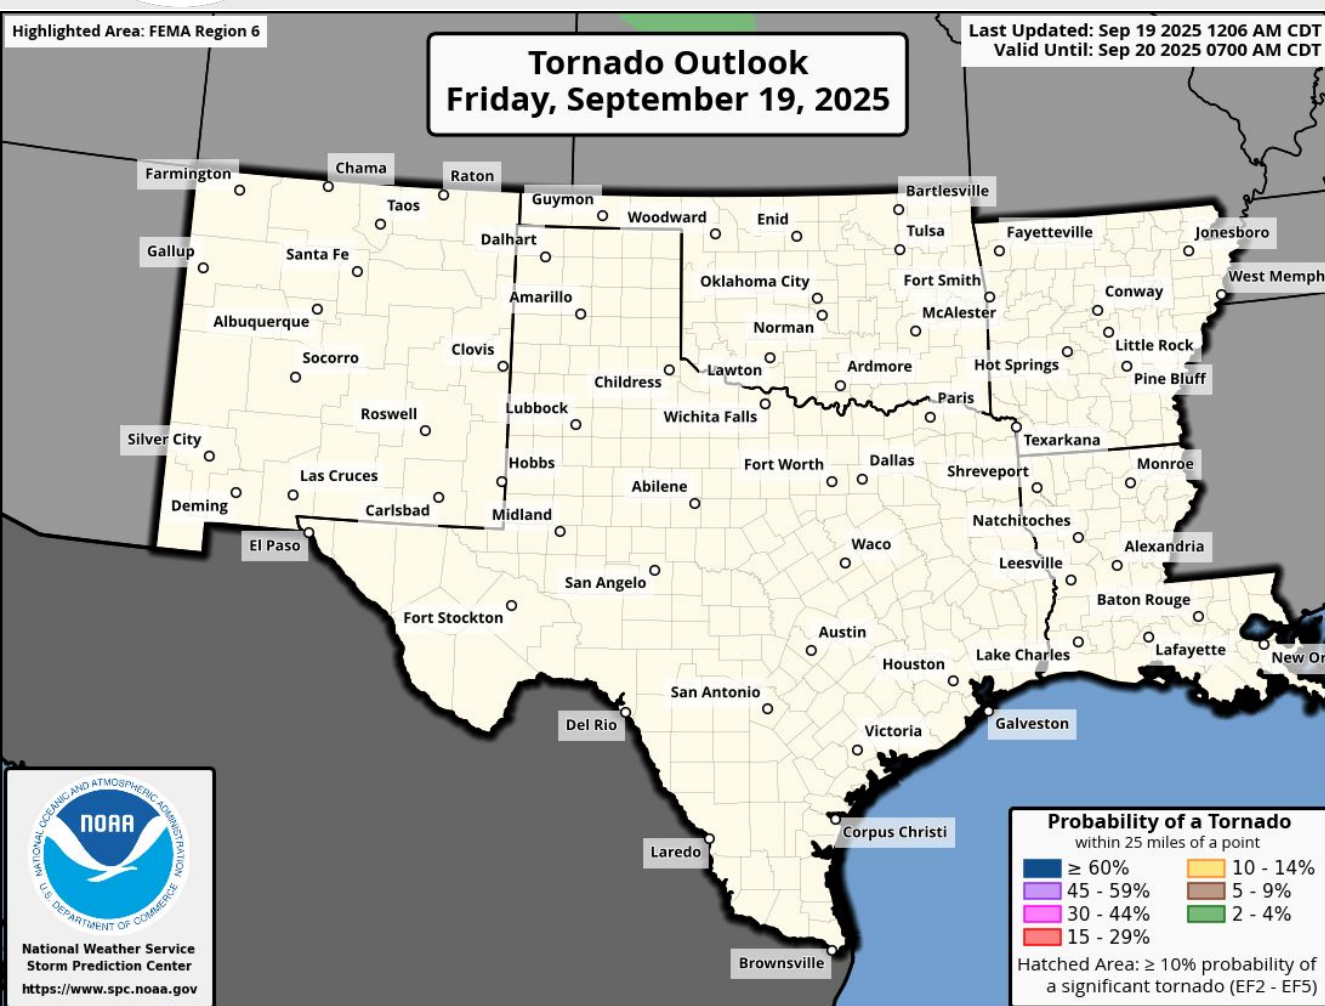 Highlighted Area: FEMA Region 6
Last Updated: Sep 19 2025 1206 AM CDT
Valid Until: Sep 20 2025 0700 AM CDT
Tornado Outlook
Friday, September 19, 2025
Farmington
Chama
Raton
Taos
Guymon
Woodward
Enid
Bartlesville
Tulsa
Fayetteville
Jonesboro
Gallup
Santa Fe
Dalhart
Oklahoma City
Fort Smith
West Memph
Conway
Amarillo
Albuquerque
Norman
McAlester
Little Rock
Socorro
Clovis
Childress
Lawton
Ardmore
Hot Springs
Pine Bluff
Roswell
Lubbock
Wichita Falls
Paris
Texarkana
Silver City
Las Cruces
Hobbs
Fort Worth
Dallas
Shreveport
Monroe
Deming
Carlsbad
Midland
Abilene
Natchitoches
El Paso
Waco
Leesville
Alexandria
San Angelo
Baton Rouge
Fort Stockton
Austin
Houston
Lake Charles
Lafayette
New Or
San Antonio
Del Rio
Victoria
Galveston
Corpus Christi
Laredo
Brownsville
NATIONAL OCEANIC AND ATMOSPHERIC ADMINISTRATION
NOAA
U.S. DEPARTMENT OF COMMERCE
National Weather Service
Storm Prediction Center
https://www.spc.noaa.gov
Probability of a Tornado
within 25 miles of a point
≥ 60%
10 - 14%
45 - 59%
5 - 9%
30 - 44%
2 - 4%
15 - 29%
Hatched Area: ≥ 10% probability of
a significant tornado (EF2 - EF5)